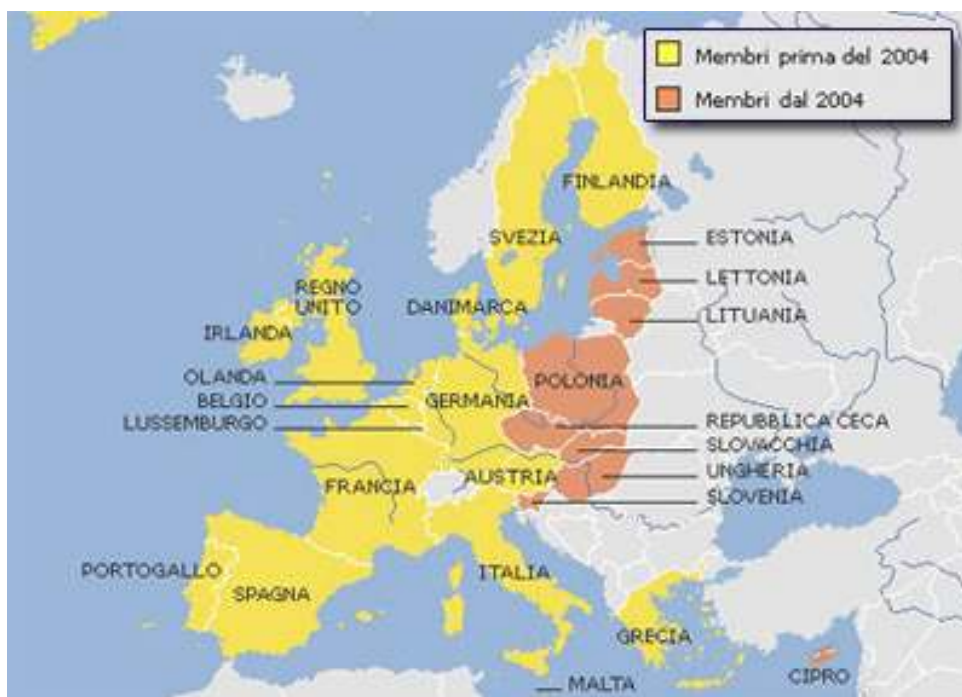 Membri prima del 2004
Membri dal 2004
FINLANDIA
SVEZIA
ESTONIA
LETTONIA
LITUANIA
REGNO
UNITO
DANIMARCA
IRLANDA
OLANDA
BELGIO
LUSSEMBURGO
GERMANIA
POLONIA
REPUBBLICA CECA
SLOVACCHIA
UNGHERIA
SLOVENIA
AUSTRIA
FRANCIA
PORTOGALLO
SPAGNA
ITALIA
GRECIA
MALTA
CIPRO